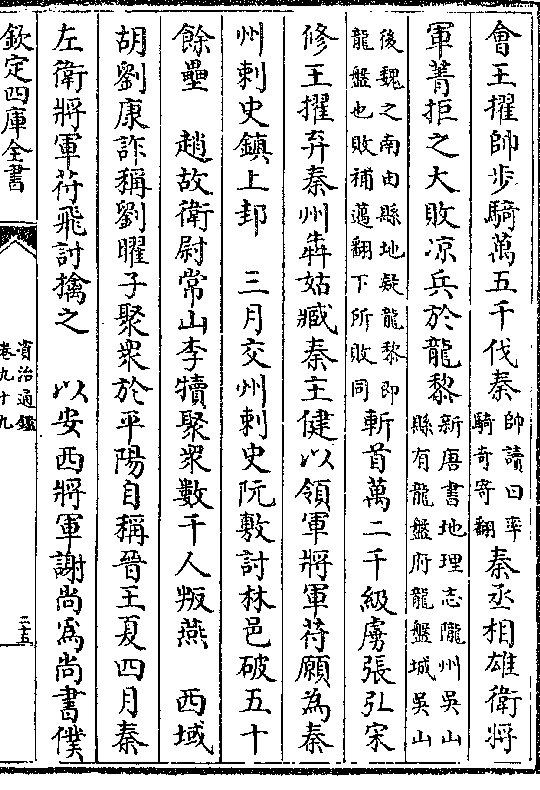 會王擢帥步騎萬五千伐秦帥讀曰率騎奇寄翻秦丞相雄衛將
軍菁拒之大敗凉兵於龍黎新唐書地理志隴州吳山縣有龍盤府龍盤城吳山
後魏之南由縣地疑龍黎即龍盤也敗補邁翻下所敗同斬首萬二千級虜張弘宋
修王擢弃秦州犇姑臧秦主健以領軍將軍苻願為秦
州刺史鎮上邽　三月交州刺史阮敷討林邑破五十
餘壘　趙故衛尉常山李犢聚衆數千人叛燕　西域
胡劉康詐稱劉曜子聚衆於平陽自稱晉王夏四月秦
左衛將軍苻飛討擒之　以安西將軍謝尚為尚書僕
欽定四庫全書
資治通鑑
卷九十九
二十五